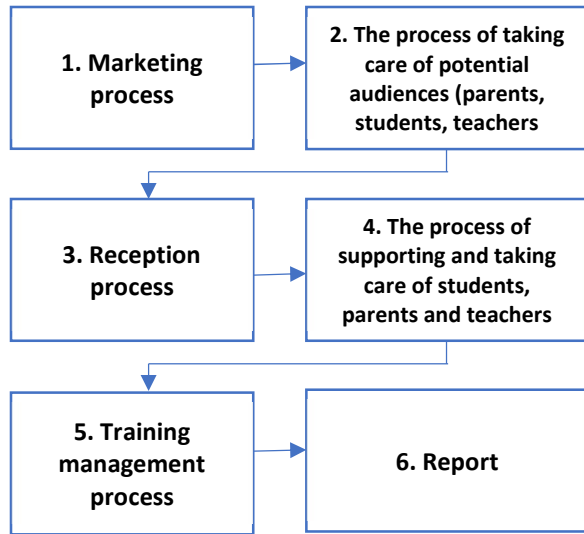 1. Marketing
process
2. The process of taking
care of potential
audiences (parents,
students, teachers
3. Reception
process
4. The process of
supporting and taking
care of students,
parents and teachers
5. Training
management
process
6. Report